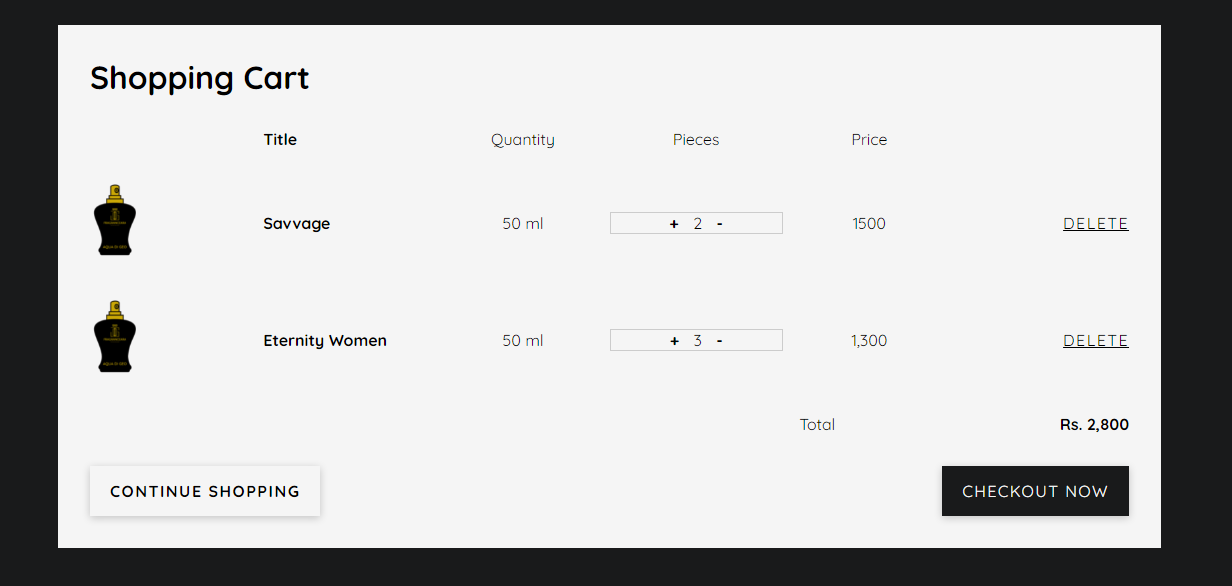 Shopping Cart
Title Quantity Pieces Price
Savvage 50 ml + 2 - 1500 DELETE
Eternity Women 50 ml + 3 - 1,300 DELETE
Total Rs. 2,800
CONTINUE SHOPPING CHECKOUT NOW